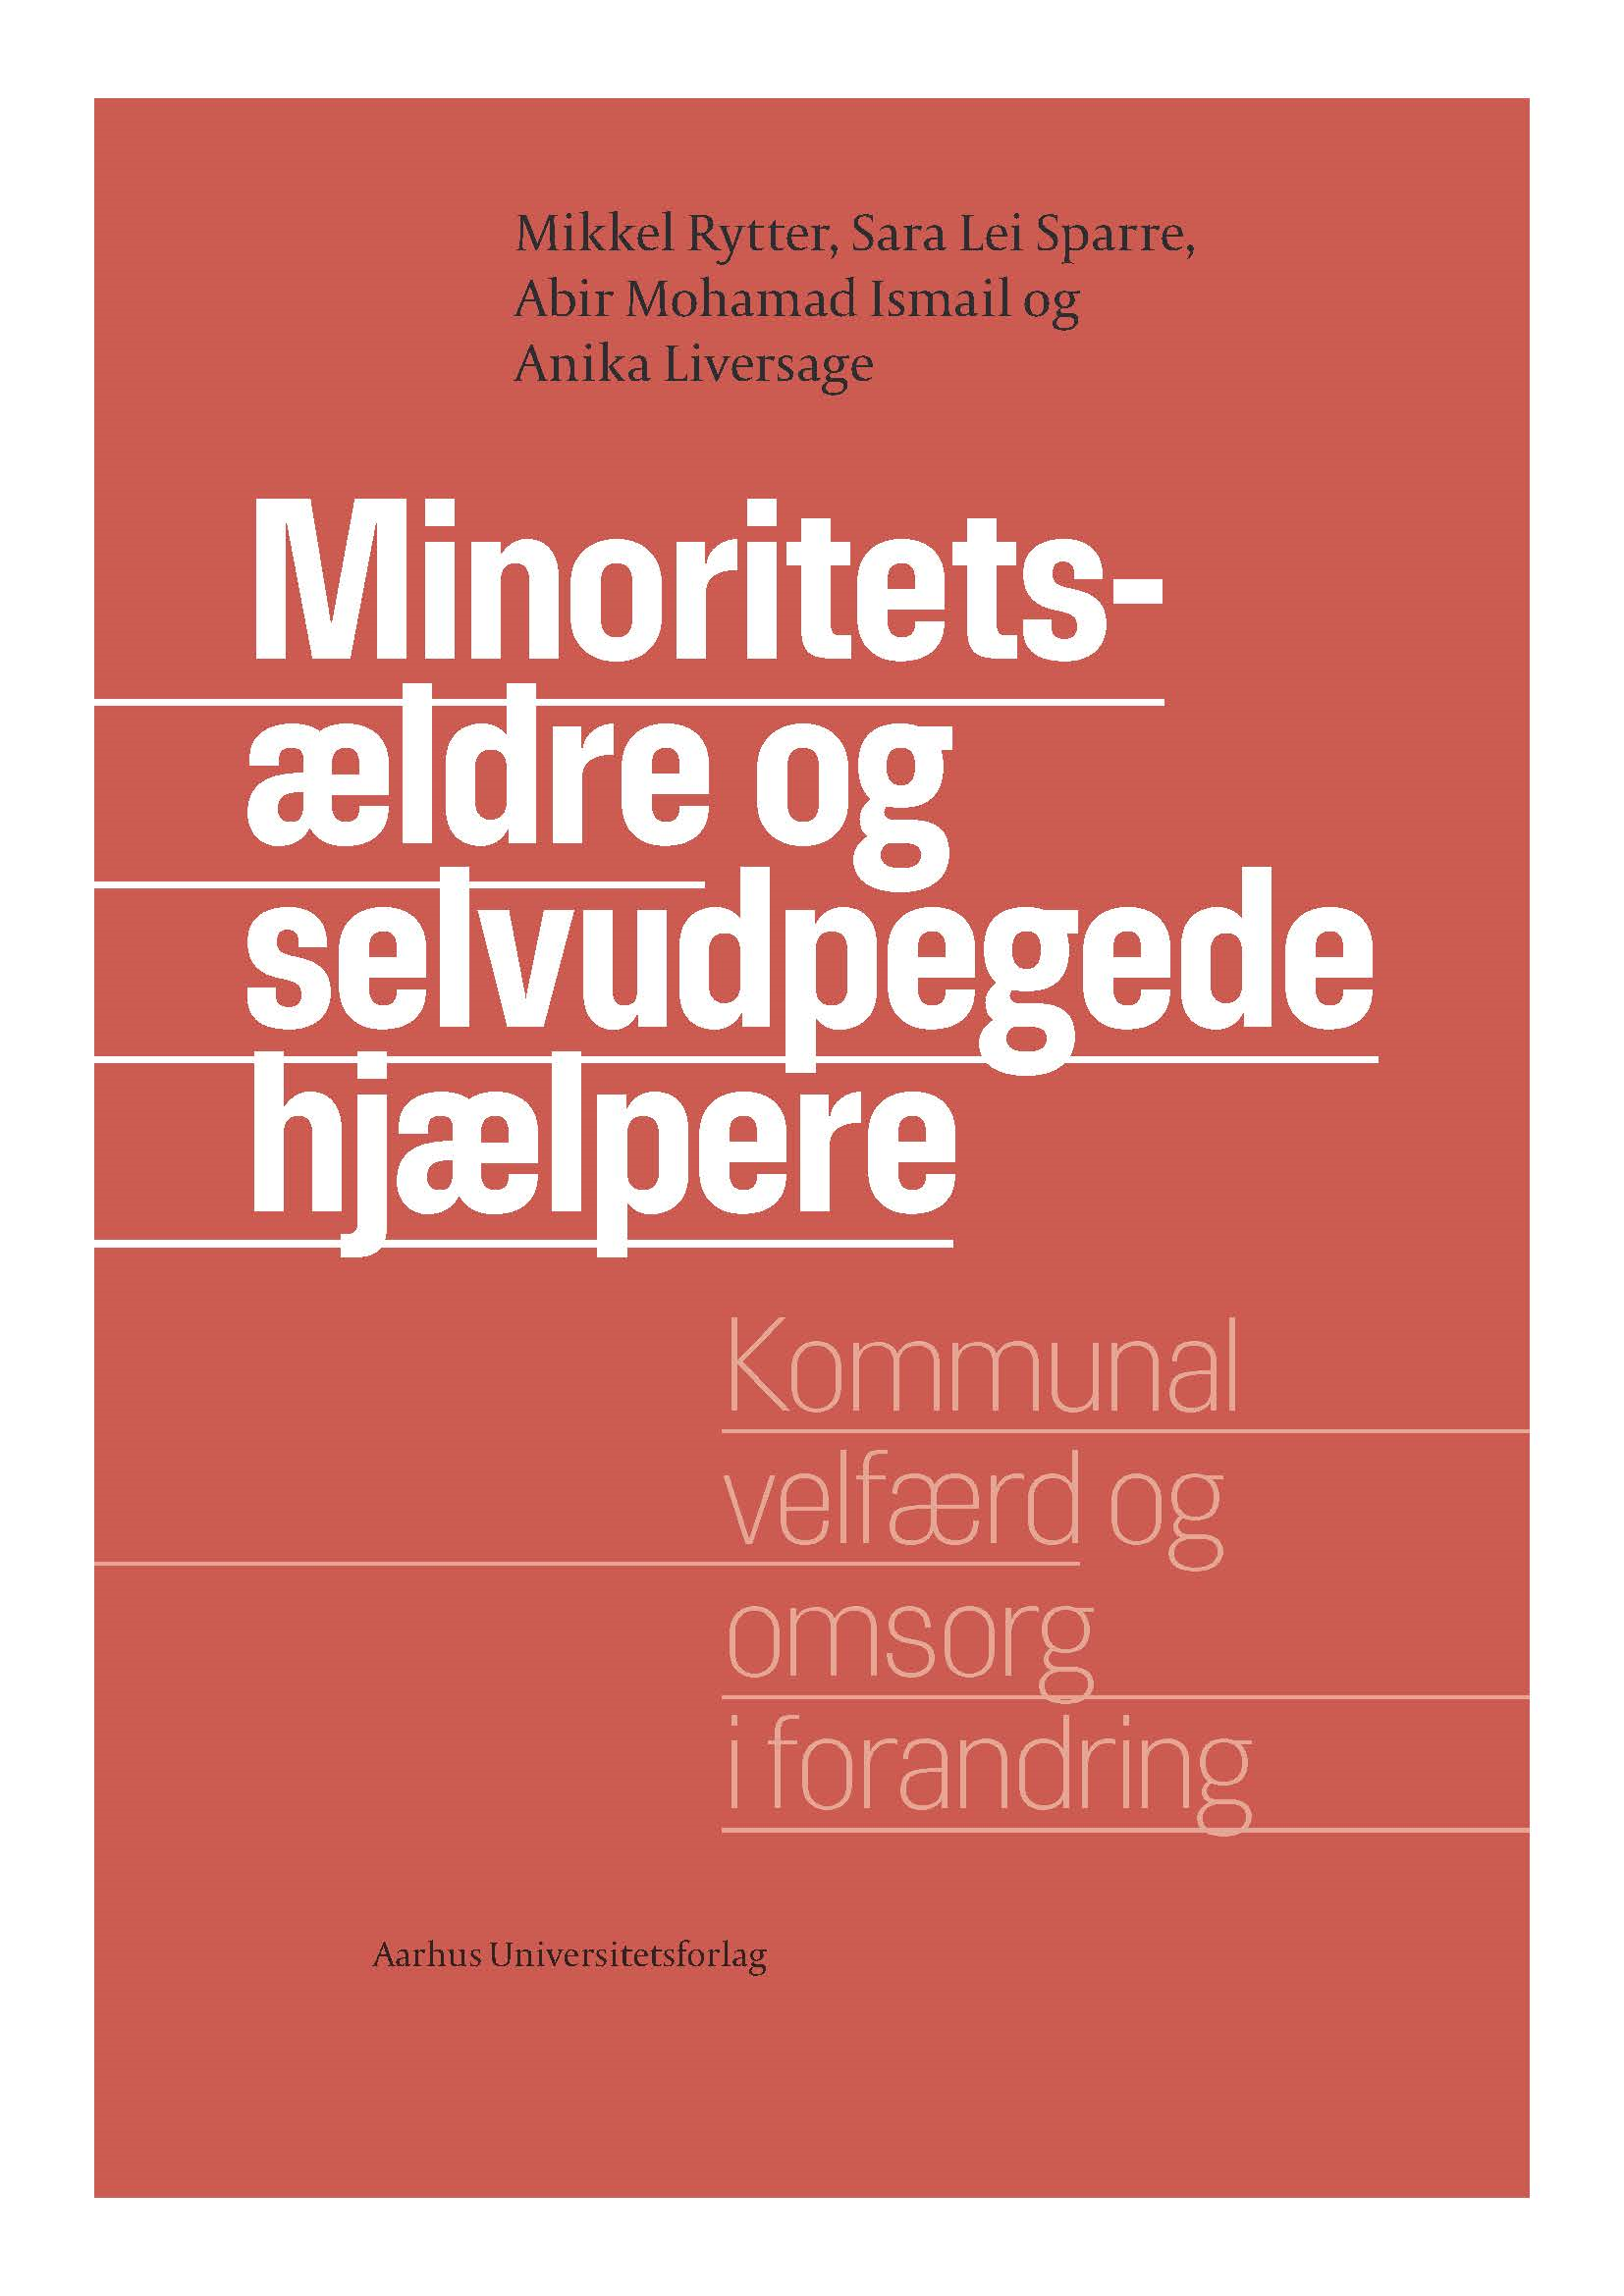 Mikkel Rytter, Sara Lei Sparre,
Abir Mohamad Ismail og
Anika Liversage
Minoritets-
ældre og
selvudpegede
hjælpere
Kommunal
velfærd og
omsorg
i forandring
Aarhus Universitetsforlag